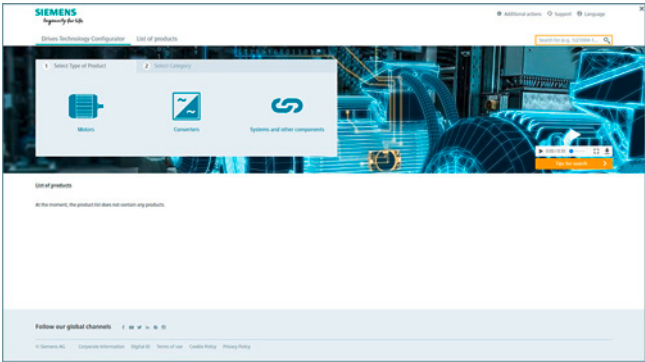 SIEMENS
Ingenuity for life
Additional actions Support Language
Drives Technology Configurator List of products
1 Select Type of Product 2 Select Category
Motors Converters Systems and other components
Tips for search
List of products
At the moment, the product list does not contain any products.
Follow our global channels
© Siemens AG Corporate Information Digital ID Terms of use Cookie Policy Privacy Policy